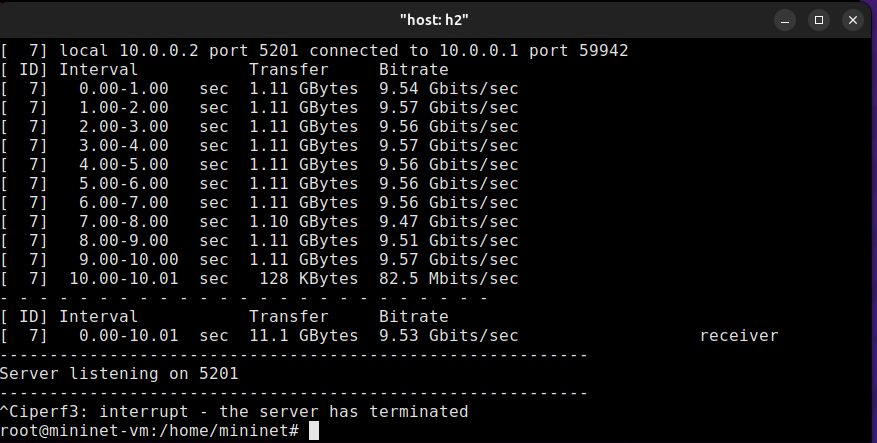 "host: h2"
[  7] local 10.0.0.2 port 5201 connected to 10.0.0.1 port 59942
[ ID] Interval           Transfer     Bitrate
[  7]   0.00-1.00   sec  1.11 GBytes  9.54 Gbits/sec
[  7]   1.00-2.00   sec  1.11 GBytes  9.57 Gbits/sec
[  7]   2.00-3.00   sec  1.11 GBytes  9.56 Gbits/sec
[  7]   3.00-4.00   sec  1.11 GBytes  9.57 Gbits/sec
[  7]   4.00-5.00   sec  1.11 GBytes  9.56 Gbits/sec
[  7]   5.00-6.00   sec  1.11 GBytes  9.56 Gbits/sec
[  7]   6.00-7.00   sec  1.11 GBytes  9.56 Gbits/sec
[  7]   7.00-8.00   sec  1.10 GBytes  9.47 Gbits/sec
[  7]   8.00-9.00   sec  1.11 GBytes  9.51 Gbits/sec
[  7]   9.00-10.00  sec  1.11 GBytes  9.57 Gbits/sec
[  7]  10.00-10.01  sec   128 KBytes  82.5 Mbits/sec
- - - - - - - - - - - - - - - - - - - - - - - - -
[ ID] Interval           Transfer     Bitrate
[  7]   0.00-10.01  sec  11.1 GBytes  9.53 Gbits/sec                  receiver
-----------------------------------------------------------
Server listening on 5201
-----------------------------------------------------------
^Ciperf3: interrupt - the server has terminated
root@mininet-vm:/home/mininet#